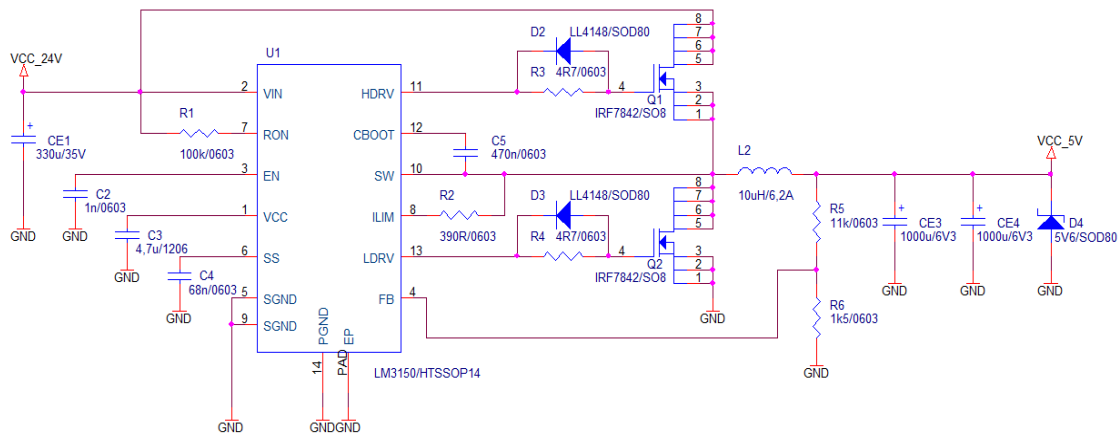 VCC_24V
CE1
330u/35V
GND
C2
1n/0603
GND
C3
4,7u/1206
GND
C4
68n/0603
GND
R1
100k/0603
U1
2 VIN
7 RON
3 EN
1 VCC
6 SS
5 SGND
9 SGND
GND
HDRV 11
CBOOT 12
SW 10
ILIM 8
LDRV 13
FB 4
PGND
14
EP
PAD
GND
GND
LM3150/HTSSOP14
D2
LL4148/SOD80
R3
4R7/0603
4
8
7
6
5
3
2
1
Q1
IRF7842/SO8
C5
470n/0603
R2
390R/0603
D3
LL4148/SOD80
R4
4R7/0603
4
8
7
6
5
3
2
1
Q2
IRF7842/SO8
GND
L2
10uH/6,2A
R5
11k/0603
R6
1k5/0603
GND
CE3
1000u/6V3
GND
CE4
1000u/6V3
GND
VCC_5V
D4
5V6/SOD80
GND